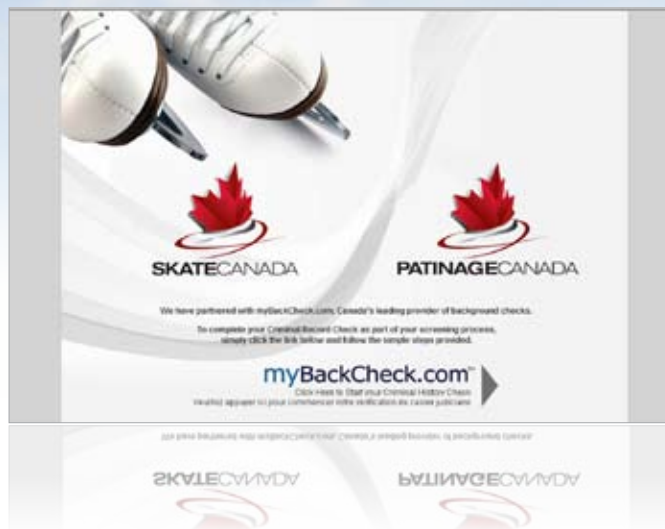 SKATECANADA PATINAGECANADA
We have partnered with myBackCheck.com, Canada's leading provider of background checks.
To complete your Criminal Record Check as part of your screening process,
simply click the link below and follow the simple steps provided.
myBackCheck.com™
Click Here to Start your Criminal History Check